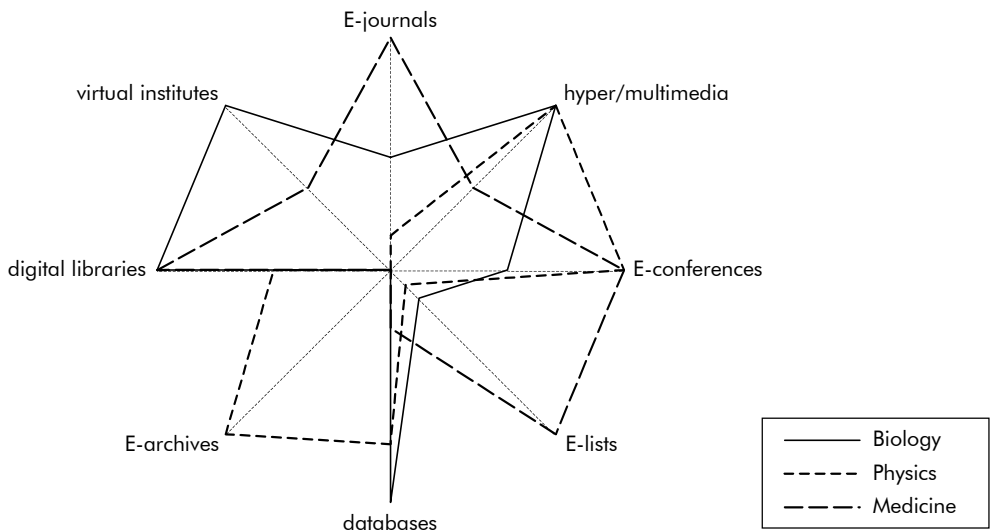 E-journals
virtual institutes
hyper/multimedia
digital libraries
E-conferences
E-archives
E-lists
databases
Biology
Physics
Medicine